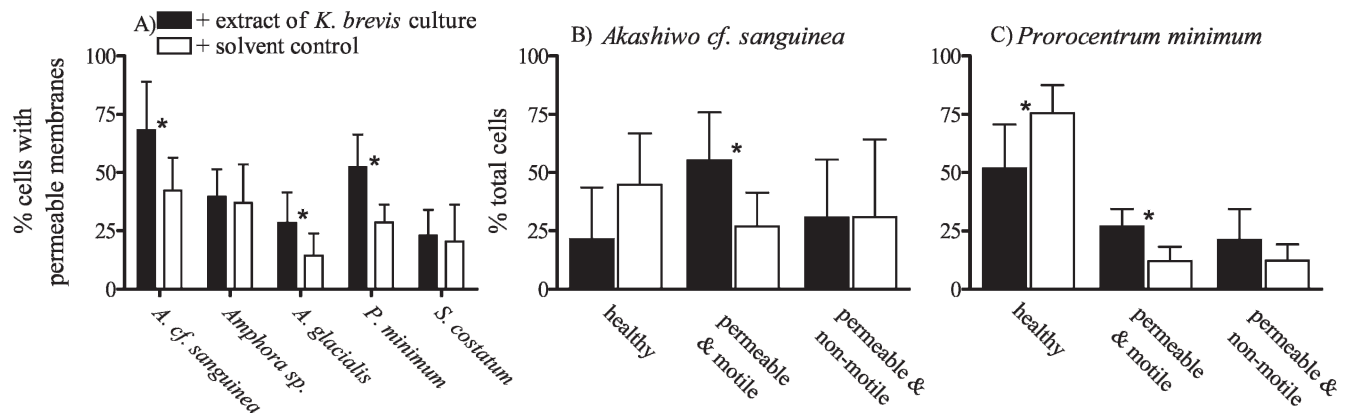 A)
+ extract of K. brevis culture
+ solvent control
% cells with
permeable membranes
100
75
50
25
0
*
*
*
A. cf. sanguinea
Amphora sp.
A. glacialis
P. minimum
S. costatum
B) Akashiwo cf. sanguinea
% total cells
100
75
50
25
0
*
healthy
permeable
& motile
permeable &
non-motile
C) Prorocentrum minimum
100
75
50
25
0
*
*
healthy
permeable
& motile
permeable &
non-motile